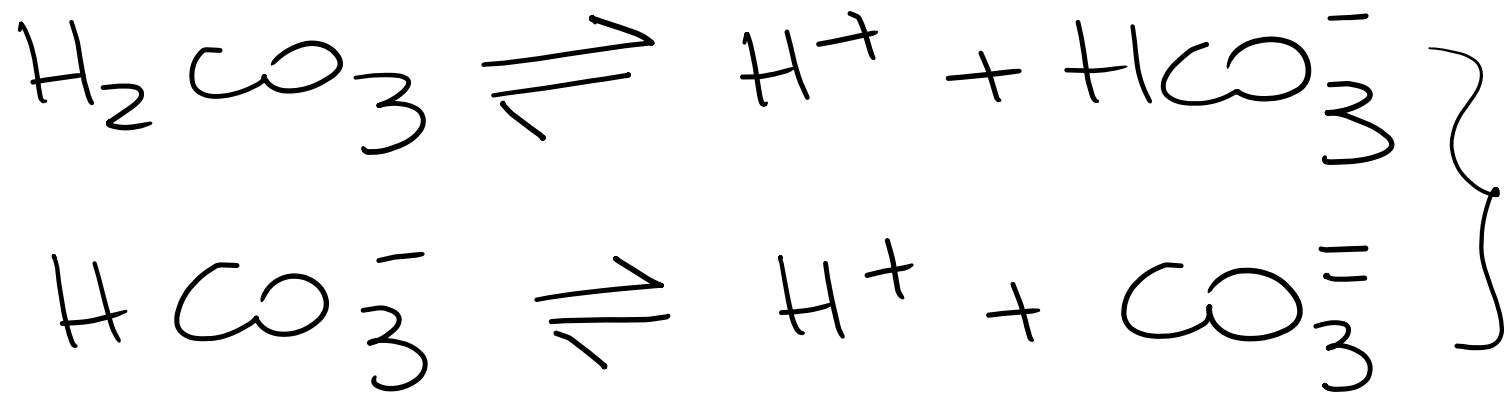 H₂CO₃ ⇌ H⁺ + HCO₃⁻
HCO₃⁻ ⇌ H⁺ + CO₃⁼